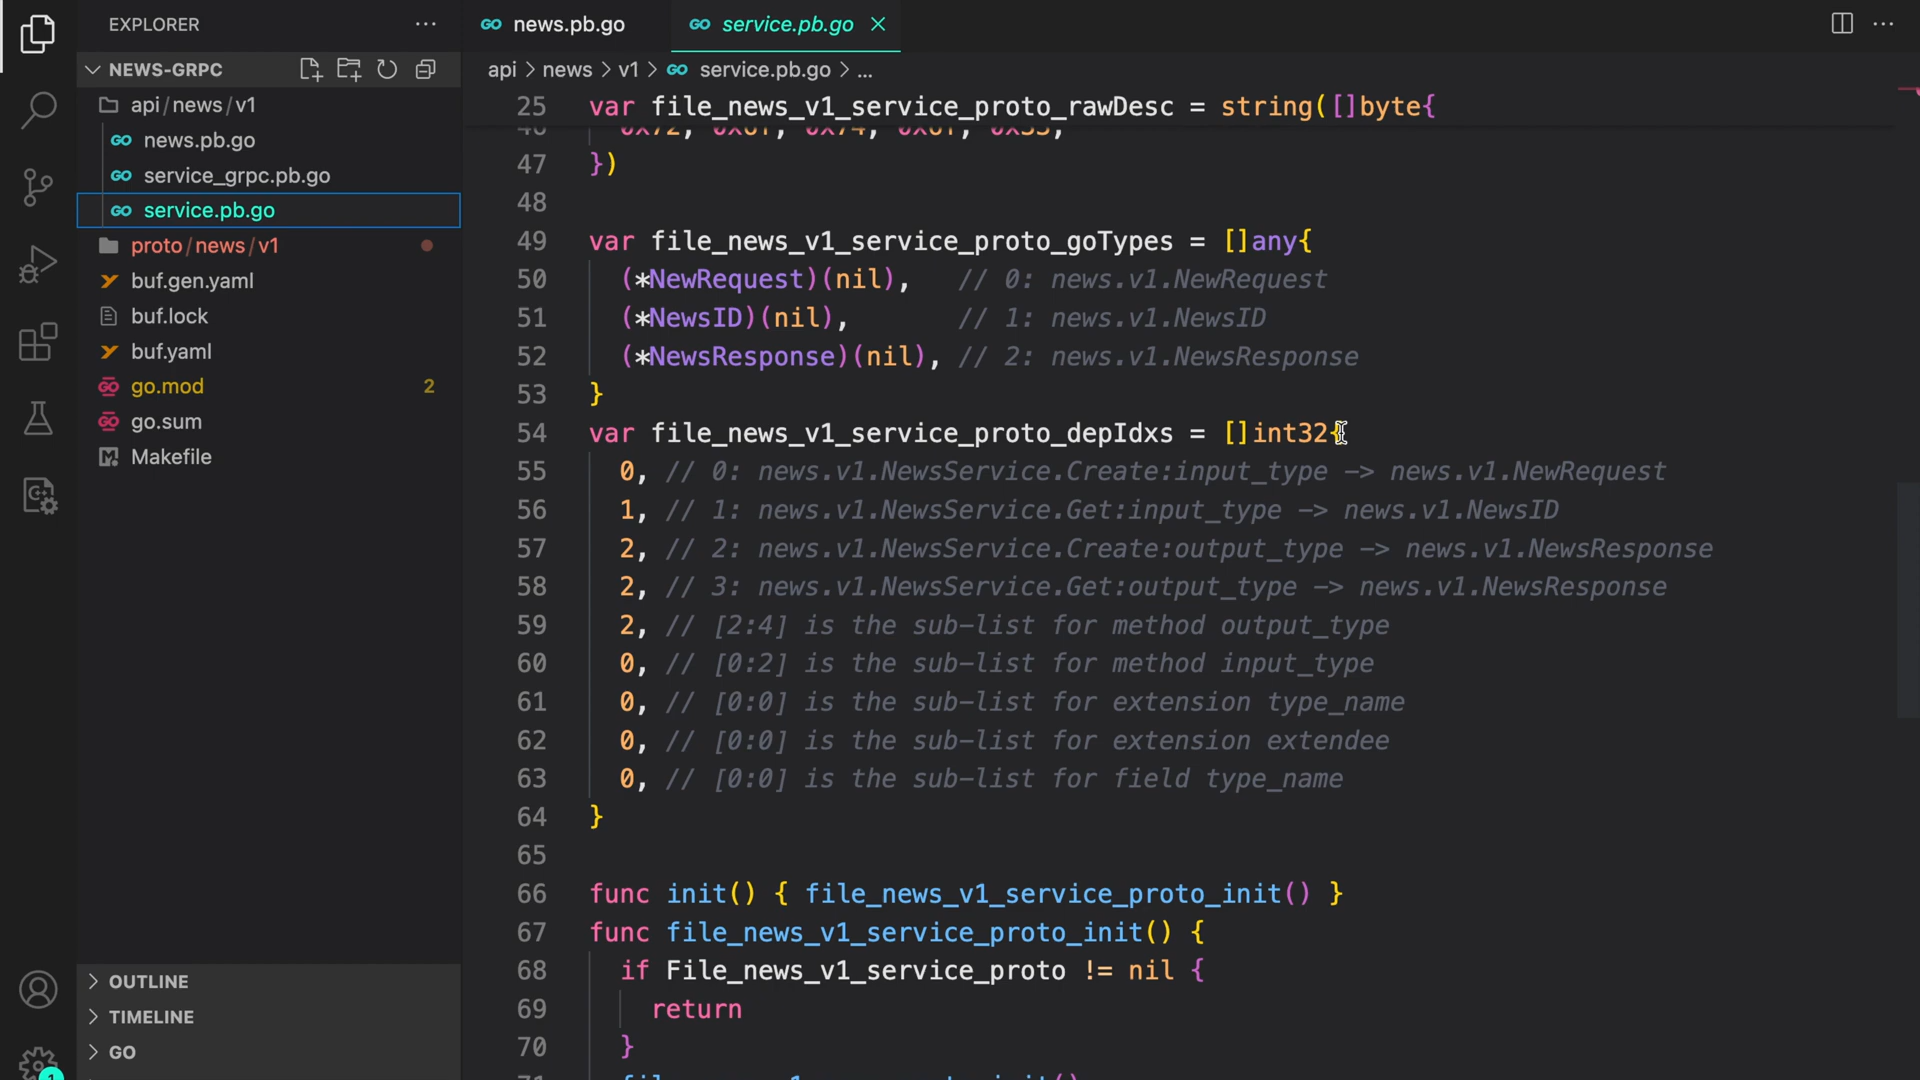 EXPLORER
NEWS-GRPC
api/news/v1
news.pb.go
service_grpc.pb.go
service.pb.go
proto/news/v1
buf.gen.yaml
buf.lock
buf.yaml
go.mod 2
go.sum
Makefile
OUTLINE
TIMELINE
GO
news.pb.go service.pb.go
api > news > v1 > service.pb.go > ...
25 var file_news_v1_service_proto_rawDesc = string([]byte{
47 })
48
49 var file_news_v1_service_proto_goTypes = []any{
50 (*NewRequest)(nil), // 0: news.v1.NewRequest
51 (*NewsID)(nil), // 1: news.v1.NewsID
52 (*NewsResponse)(nil), // 2: news.v1.NewsResponse
53 }
54 var file_news_v1_service_proto_depIdxs = []int32{
55 0, // 0: news.v1.NewsService.Create:input_type -> news.v1.NewRequest
56 1, // 1: news.v1.NewsService.Get:input_type -> news.v1.NewsID
57 2, // 2: news.v1.NewsService.Create:output_type -> news.v1.NewsResponse
58 2, // 3: news.v1.NewsService.Get:output_type -> news.v1.NewsResponse
59 2, // [2:4] is the sub-list for method output_type
60 0, // [0:2] is the sub-list for method input_type
61 0, // [0:0] is the sub-list for extension type_name
62 0, // [0:0] is the sub-list for extension extendee
63 0, // [0:0] is the sub-list for field type_name
64 }
65
66 func init() { file_news_v1_service_proto_init() }
67 func file_news_v1_service_proto_init() {
68 if File_news_v1_service_proto != nil {
69 return
70 }